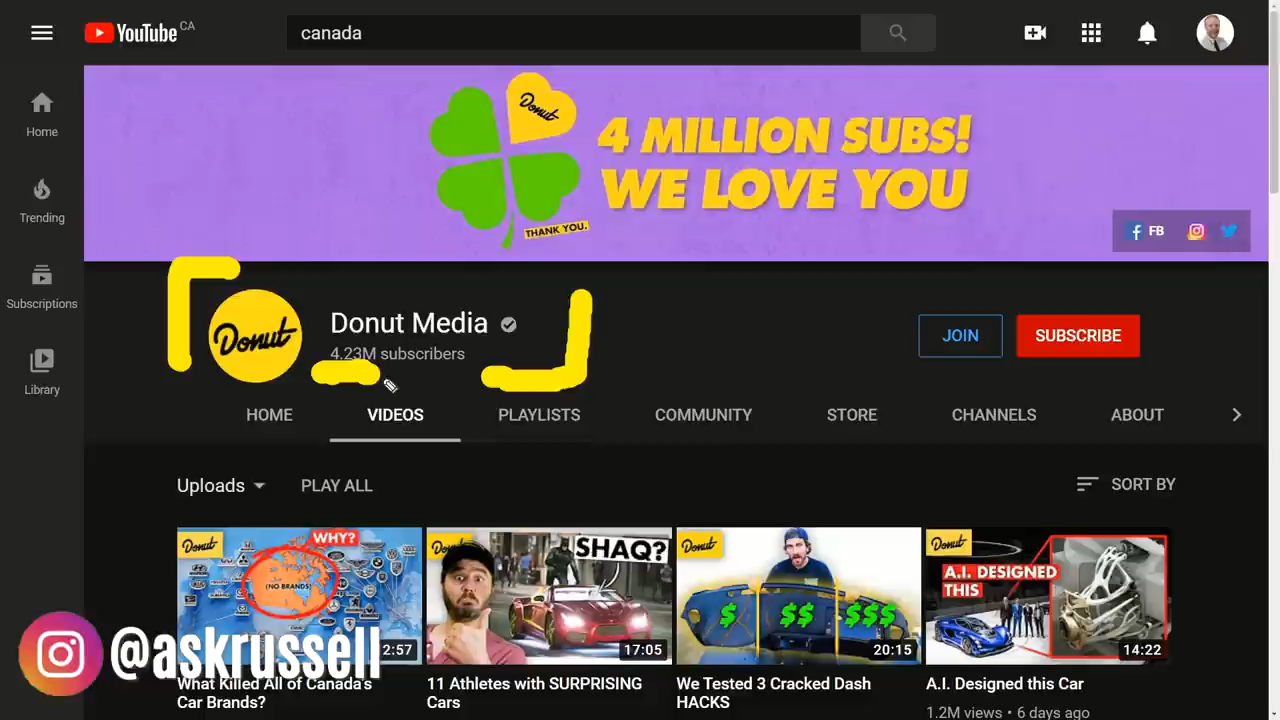 YouTube CA
canada
Donut
4 MILLION SUBS!
WE LOVE YOU
THANK YOU.
FB
Home
Trending
Subscriptions
Library
Donut
Donut Media
4.23M subscribers
JOIN
SUBSCRIBE
HOME
VIDEOS
PLAYLISTS
COMMUNITY
STORE
CHANNELS
ABOUT
Uploads
PLAY ALL
SORT BY
Donut
WHY?
(NO BRANDS)
2:57
What Killed All of Canada's
Car Brands?
SHAQ?
17:05
11 Athletes with SURPRISING
Cars
Donut
$ $$ $$$
20:15
We Tested 3 Cracked Dash
HACKS
Donut
A.I. DESIGNED
THIS
14:22
A.I. Designed this Car
1.2M views • 6 days ago
@askrussell